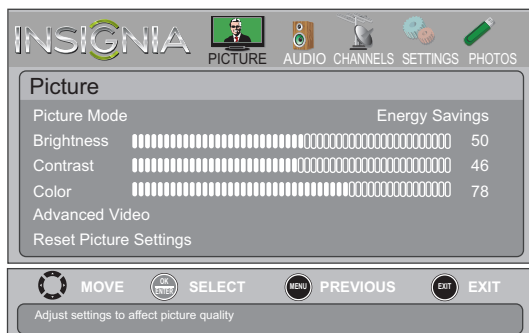 INSIGNIA PICTURE AUDIO CHANNELS SETTINGS PHOTOS
Picture
Picture Mode Energy Savings
Brightness 50
Contrast 46
Color 78
Advanced Video
Reset Picture Settings
MOVE OK ENTER SELECT MENU PREVIOUS EXIT EXIT
Adjust settings to affect picture quality